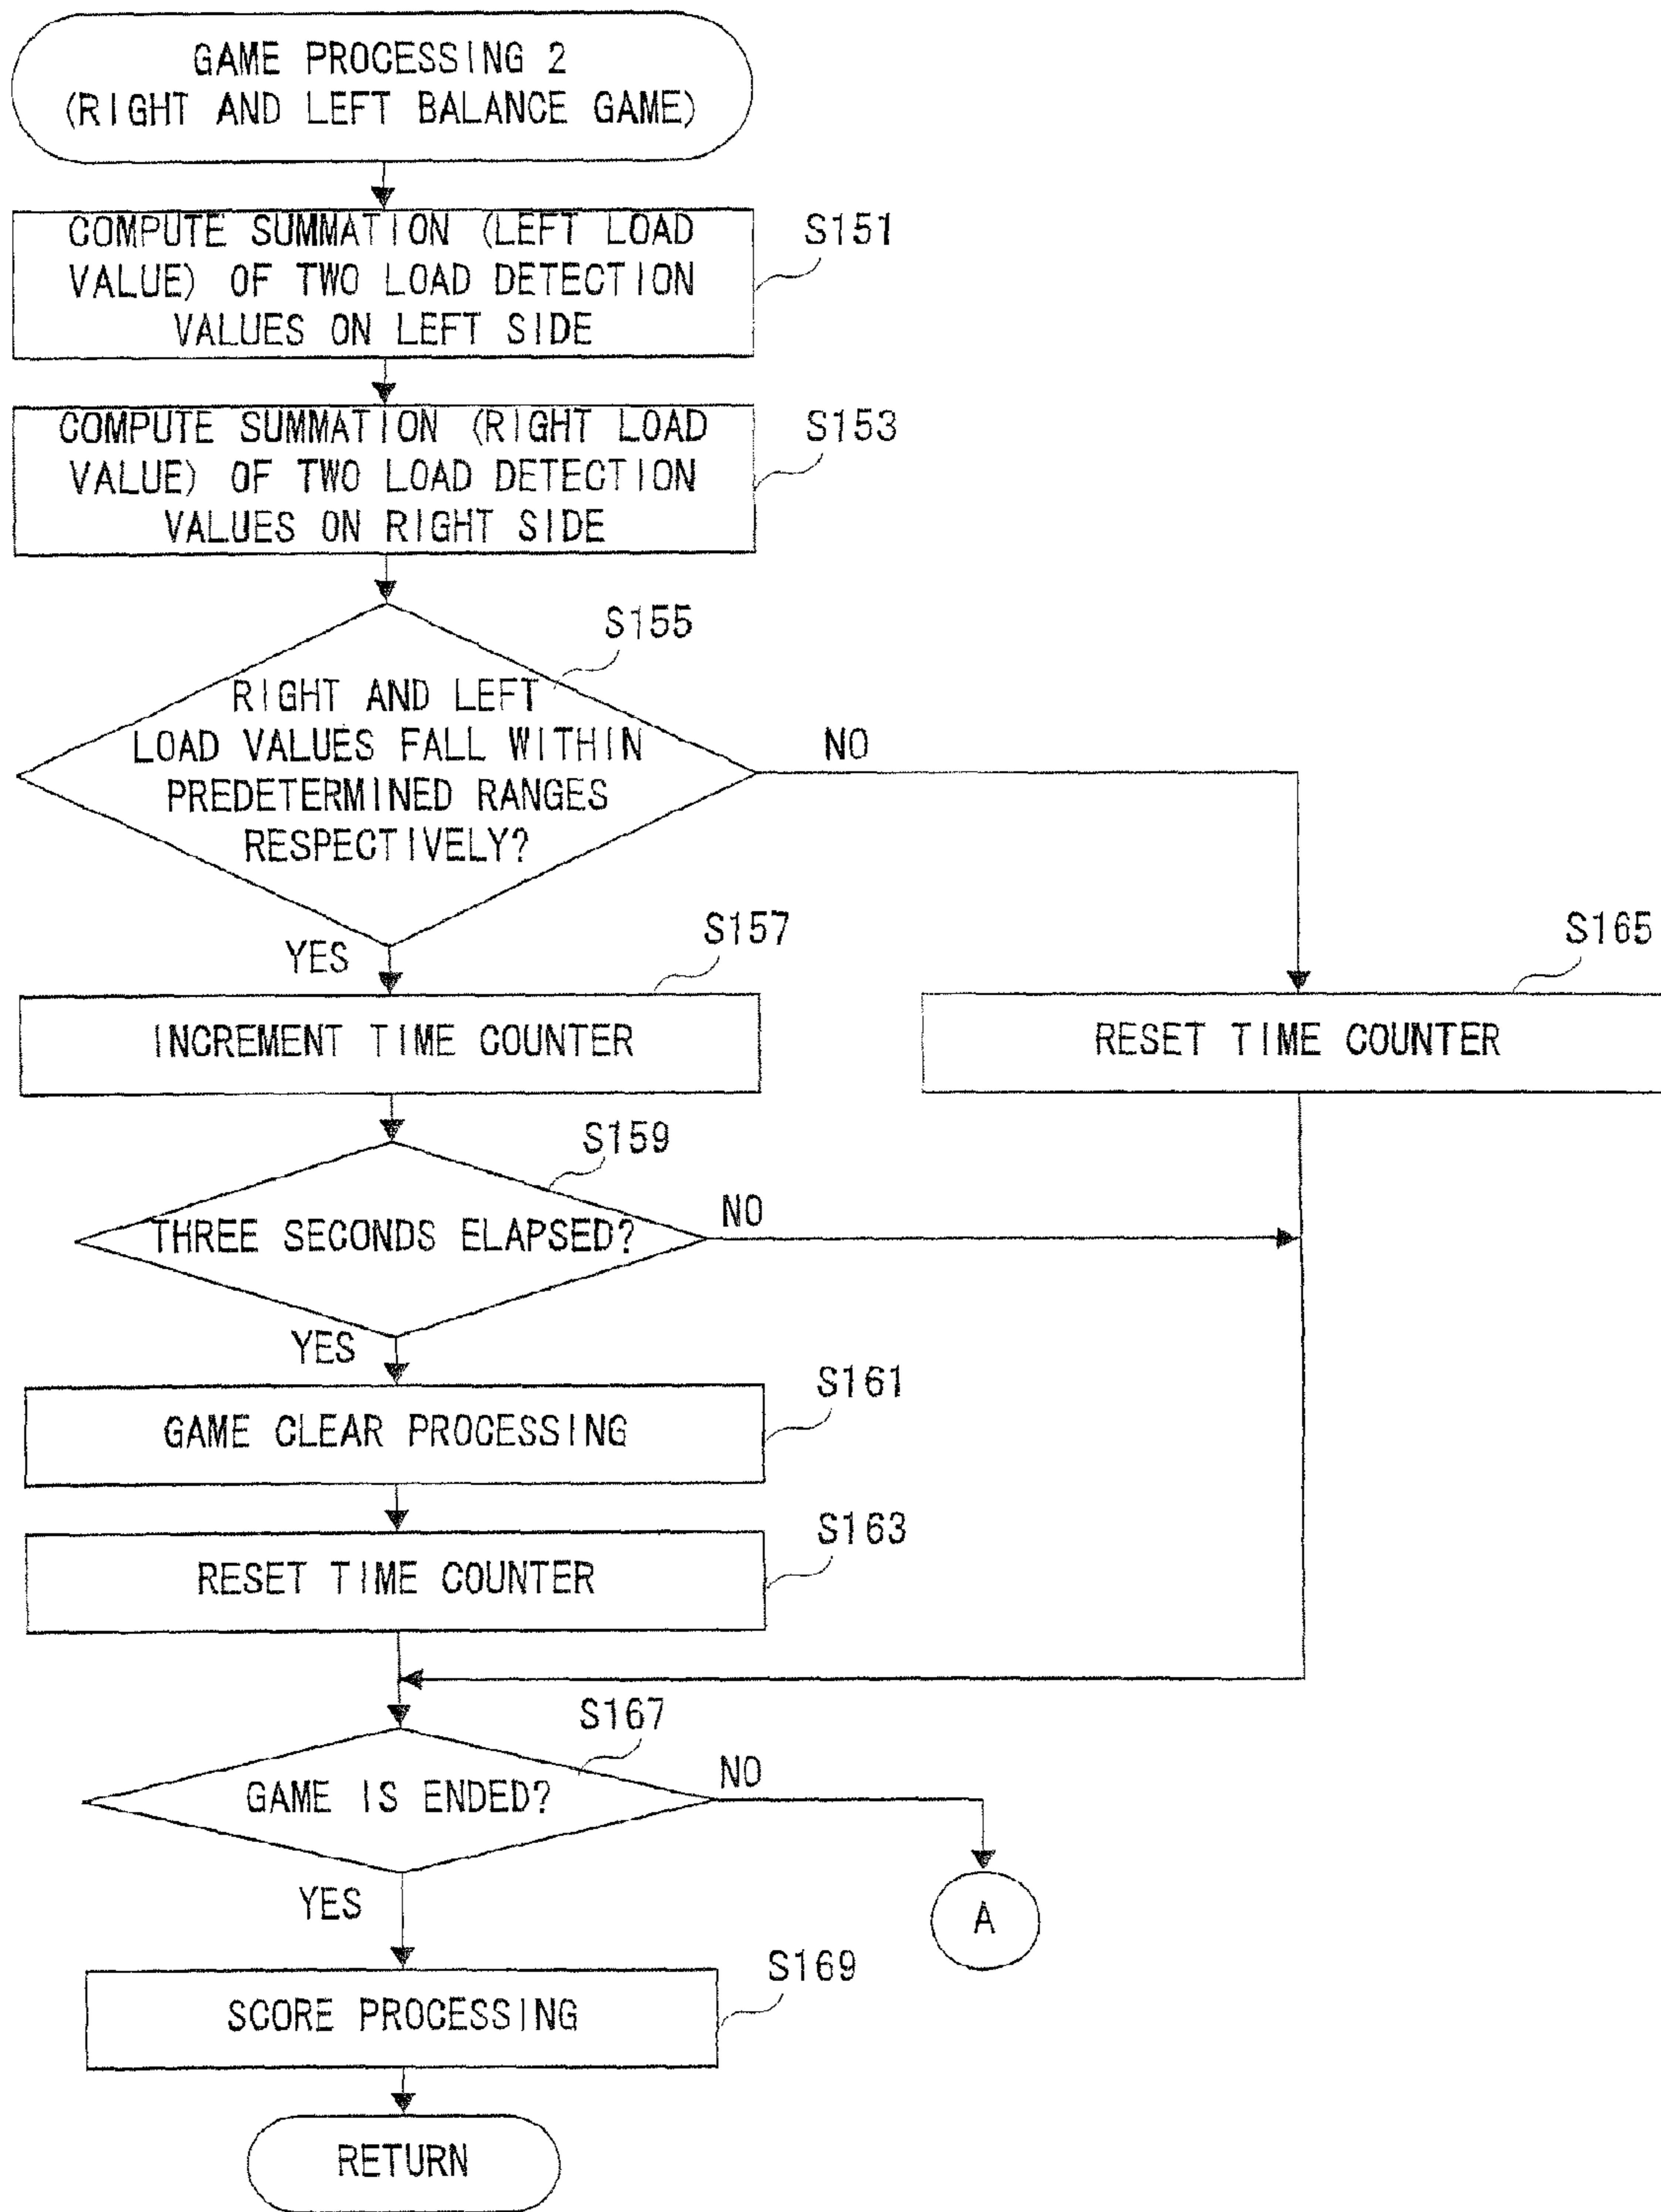 GAME PROCESSING 2
(RIGHT AND LEFT BALANCE GAME)
COMPUTE SUMMATION (LEFT LOAD
VALUE) OF TWO LOAD DETECTION
VALUES ON LEFT SIDE
S151
COMPUTE SUMMATION (RIGHT LOAD
VALUE) OF TWO LOAD DETECTION
VALUES ON RIGHT SIDE
S153
S155
RIGHT AND LEFT
LOAD VALUES FALL WITHIN
PREDETERMINED RANGES
RESPECTIVELY?
NO
YES
S157
S165
INCREMENT TIME COUNTER
RESET TIME COUNTER
S159
THREE SECONDS ELAPSED?
NO
YES
S161
GAME CLEAR PROCESSING
S163
RESET TIME COUNTER
S167
GAME IS ENDED?
NO
YES
A
S169
SCORE PROCESSING
RETURN